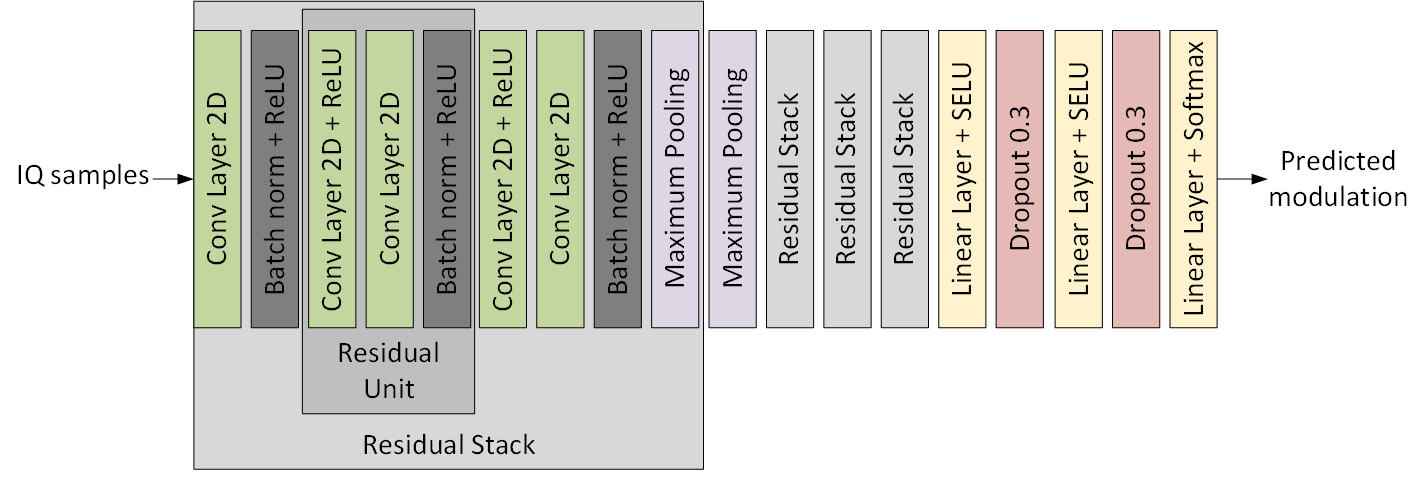 IQ samples
Conv Layer 2D
Batch norm + ReLU
Conv Layer 2D + ReLU
Conv Layer 2D
Batch norm + ReLU
Conv Layer 2D + ReLU
Conv Layer 2D
Batch norm + ReLU
Maximum Pooling
Maximum Pooling
Residual Stack
Residual Stack
Residual Stack
Linear Layer + SELU
Dropout 0.3
Linear Layer + SELU
Dropout 0.3
Linear Layer + Softmax
Predicted
modulation
Residual
Unit
Residual Stack